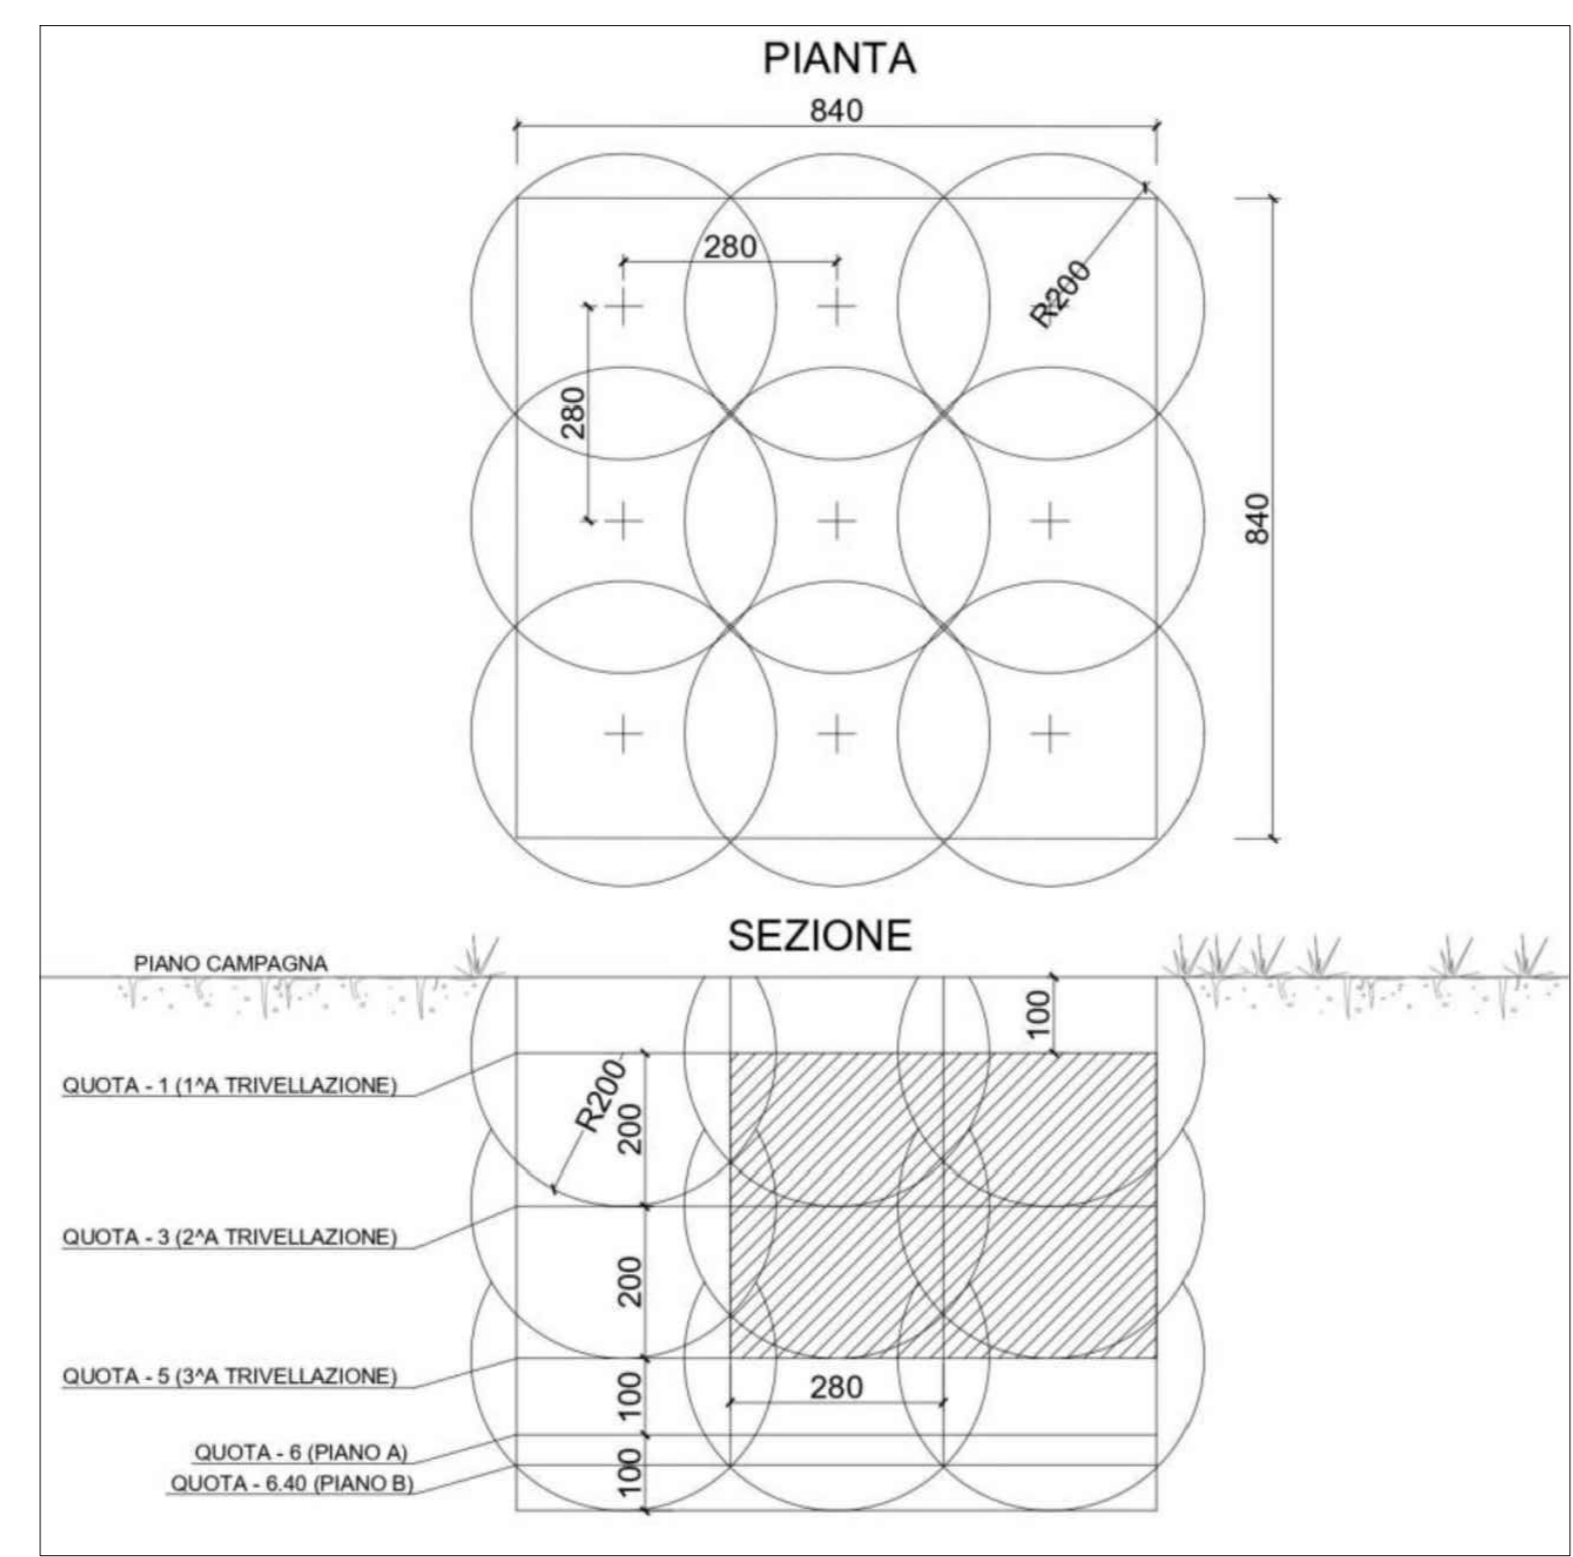 PIANTA
840
280
R200
280
840
SEZIONE
PIANO CAMPAGNA
100
QUOTA - 1 (1^A TRIVELLAZIONE)
R200
200
QUOTA - 3 (2^A TRIVELLAZIONE)
200
QUOTA - 5 (3^A TRIVELLAZIONE)
280
100
QUOTA - 6 (PIANO A)
100
QUOTA - 6.40 (PIANO B)